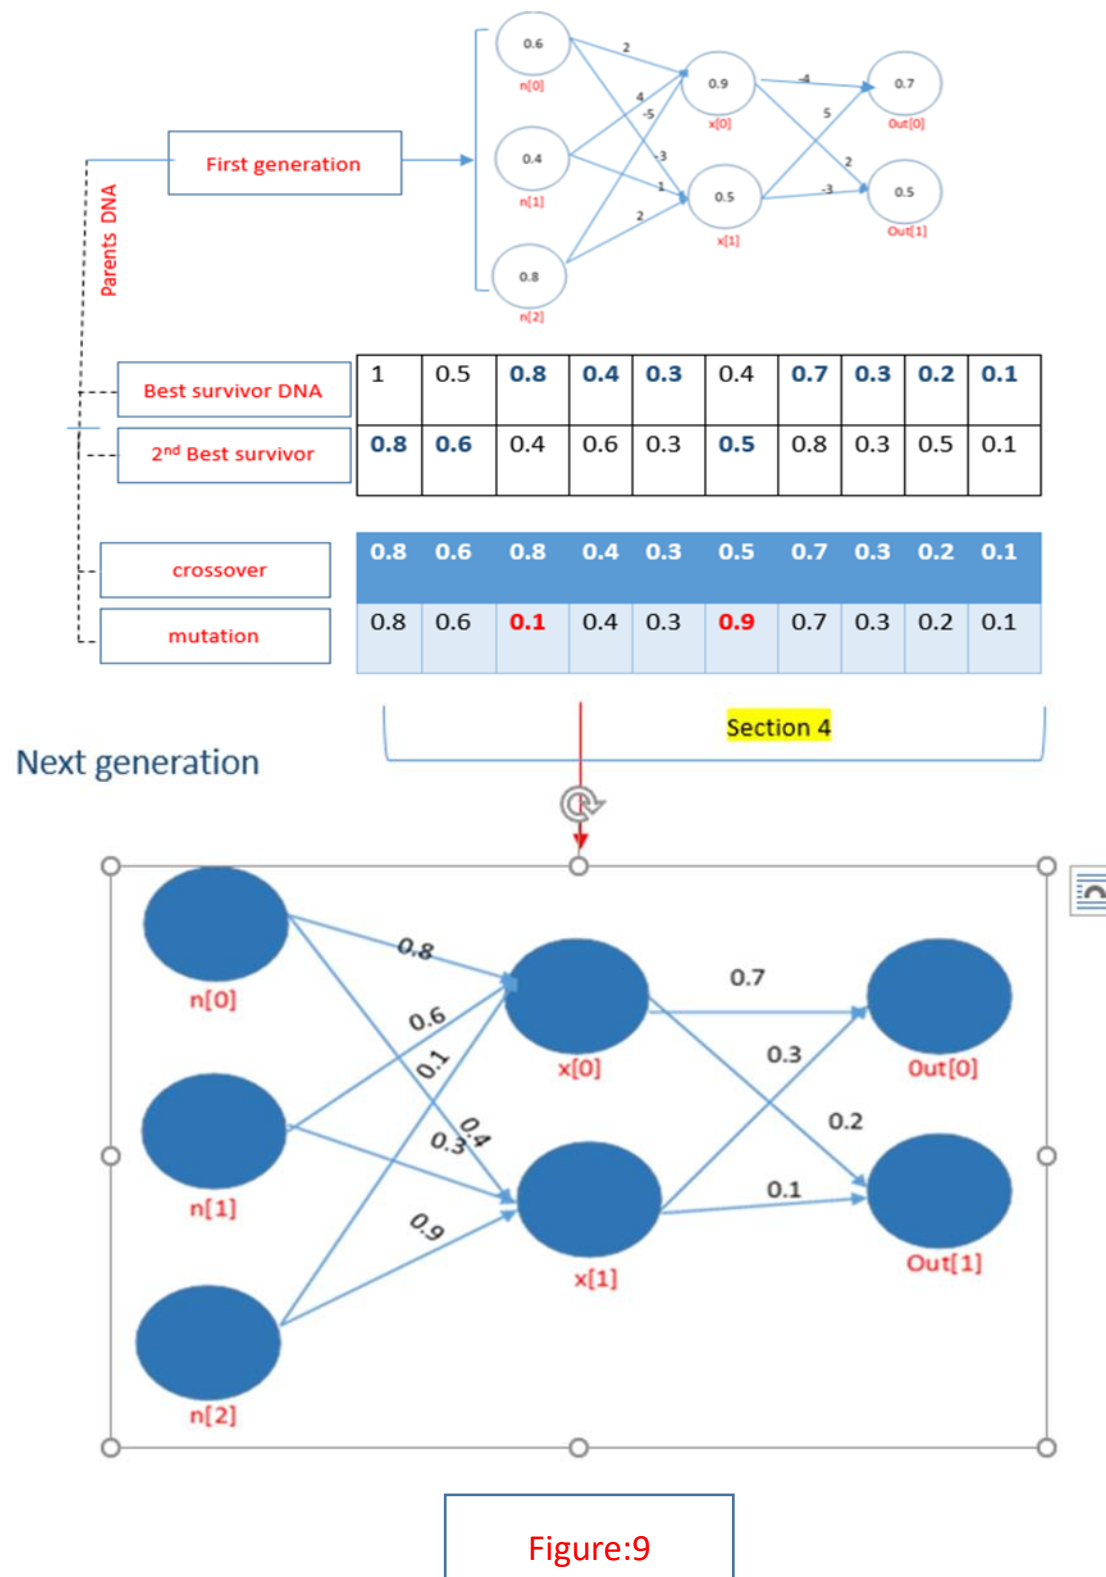 0.6
n[0]
2
0.9
x[0]
-4
0.7
0ut[0]
4
-5
5
First generation
0.4
n[1]
-3
1
2
0.5
x[1]
2
-3
0.5
Out[1]
0.8
n[2]
Parents DNA
Best survivor DNA
1 0.5 0.8 0.4 0.3 0.4 0.7 0.3 0.2 0.1
2nd Best survivor
0.8 0.6 0.4 0.6 0.3 0.5 0.8 0.3 0.5 0.1
crossover
0.8 0.6 0.8 0.4 0.3 0.5 0.7 0.3 0.2 0.1
mutation
0.8 0.6 0.1 0.4 0.3 0.9 0.7 0.3 0.2 0.1
Section 4
Next generation
n[0]
0.8
0.6
0.1
x[0]
0.7
0.3
0ut[0]
n[1]
0.4
0.3
0.2
0.9
x[1]
0.1
Out[1]
n[2]
Figure:9